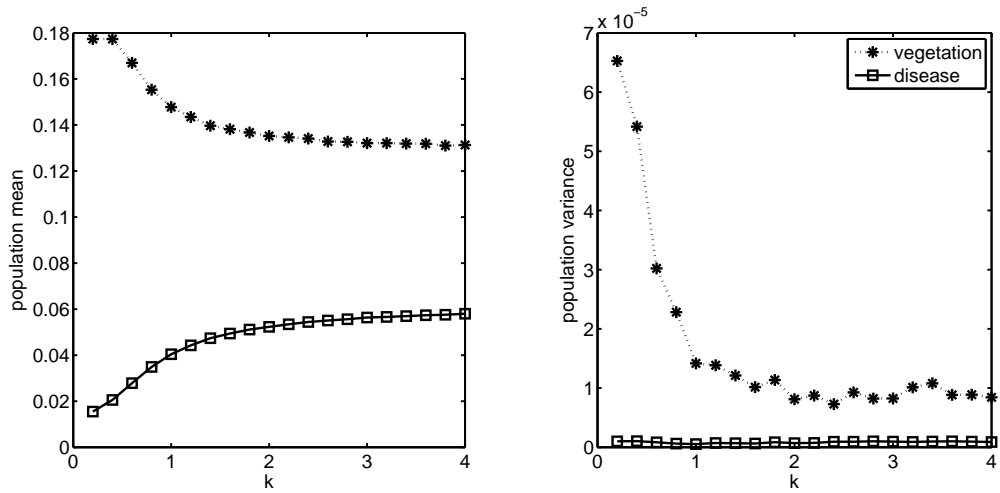 0.18
0.16
0.14
0.12
0.1
0.08
0.06
0.04
0.02
0
population mean
0 1 2 3 4
k
7 x 10⁻⁵
6
5
4
3
2
1
0
population variance
0 1 2 3 4
k
vegetation
disease